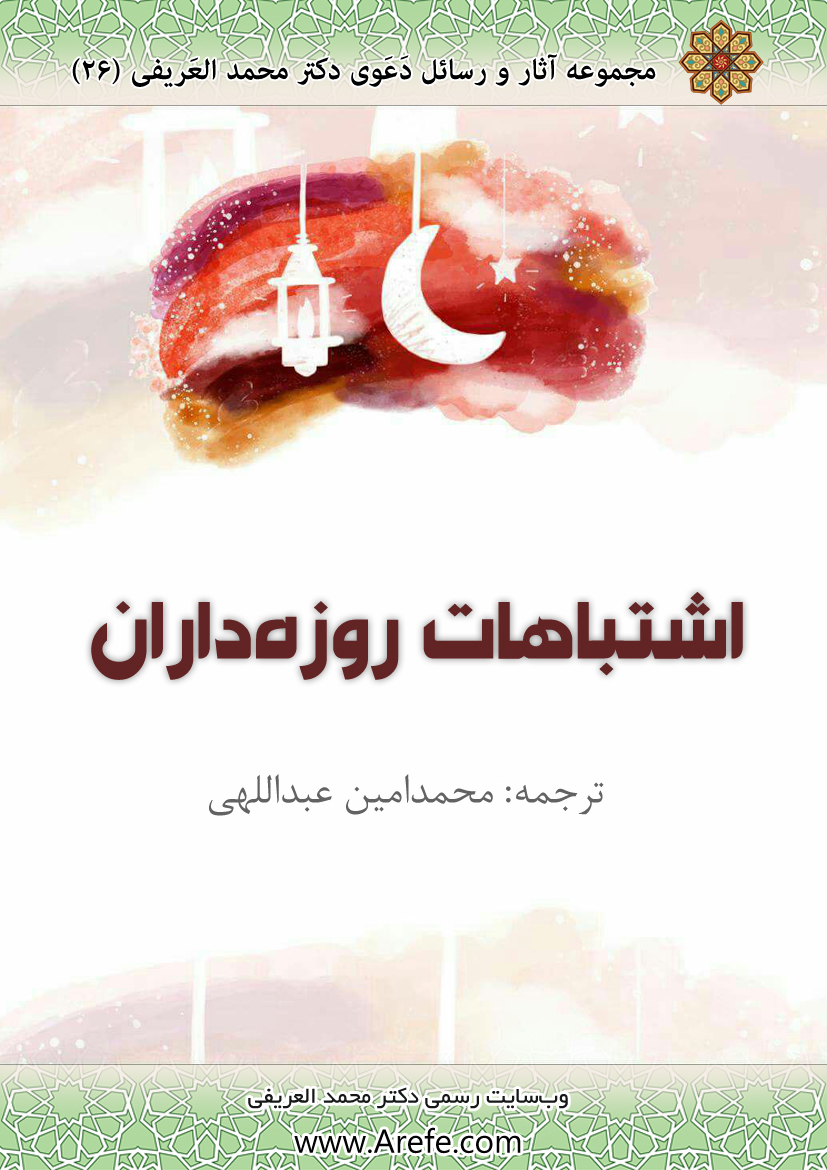 مجموعه آثار و رسائل دَعَوی دکتر محمد العَریفی (۲۶)
اشتباهات روزه‌داران
ترجمه: محمدامین عبداللهی
وب‌سایت رسمی دکتر محمد العریفی
www.Arefe.com